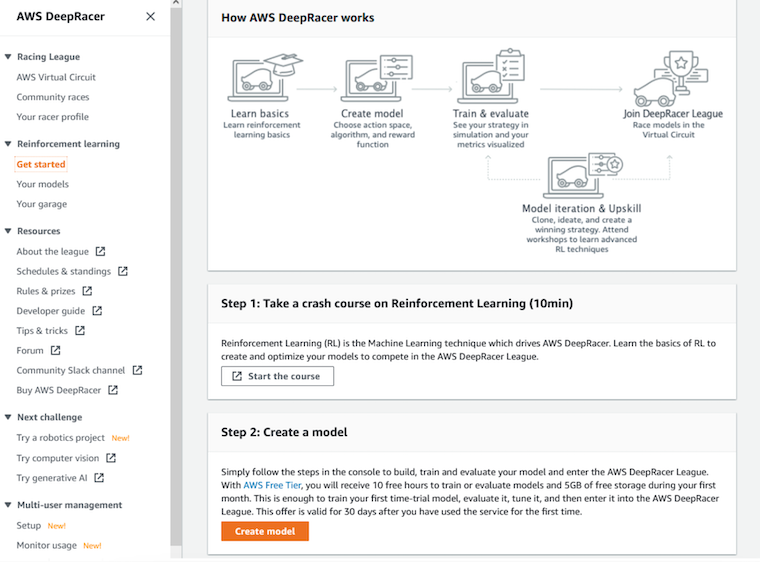 AWS DeepRacer
Racing League
AWS Virtual Circuit
Community races
Your racer profile
Reinforcement learning
Get started
Your models
Your garage
Resources
About the league
Schedules & standings
Rules & prizes
Developer guide
Tips & tricks
Forum
Community Slack channel
Buy AWS DeepRacer
Next challenge
Try a robotics project New!
Try computer vision
Try generative AI
Multi-user management
Setup New!
Monitor usage New!
How AWS DeepRacer works
Learn basics
Learn reinforcement
learning basics
Create model
Choose action space,
algorithm, and reward
function
Train & evaluate
See your strategy in
simulation and your
metrics visualized
Join DeepRacer League
Race models in the
Virtual Circuit
Model iteration & Upskill
Clone, ideate, and create a
winning strategy. Attend
workshops to learn advanced
RL techniques
Step 1: Take a crash course on Reinforcement Learning (10min)
Reinforcement Learning (RL) is the Machine Learning technique which drives AWS DeepRacer. Learn the basics of RL to
create and optimize your models to compete in the AWS DeepRacer League.
Start the course
Step 2: Create a model
Simply follow the steps in the console to build, train and evaluate your model and enter the AWS DeepRacer League.
With AWS Free Tier, you will receive 10 free hours to train or evaluate models and 5GB of free storage during your first
month. This is enough to train your first time-trial model, evaluate it, tune it, and then enter it into the AWS DeepRacer
League. This offer is valid for 30 days after you have used the service for the first time.
Create model